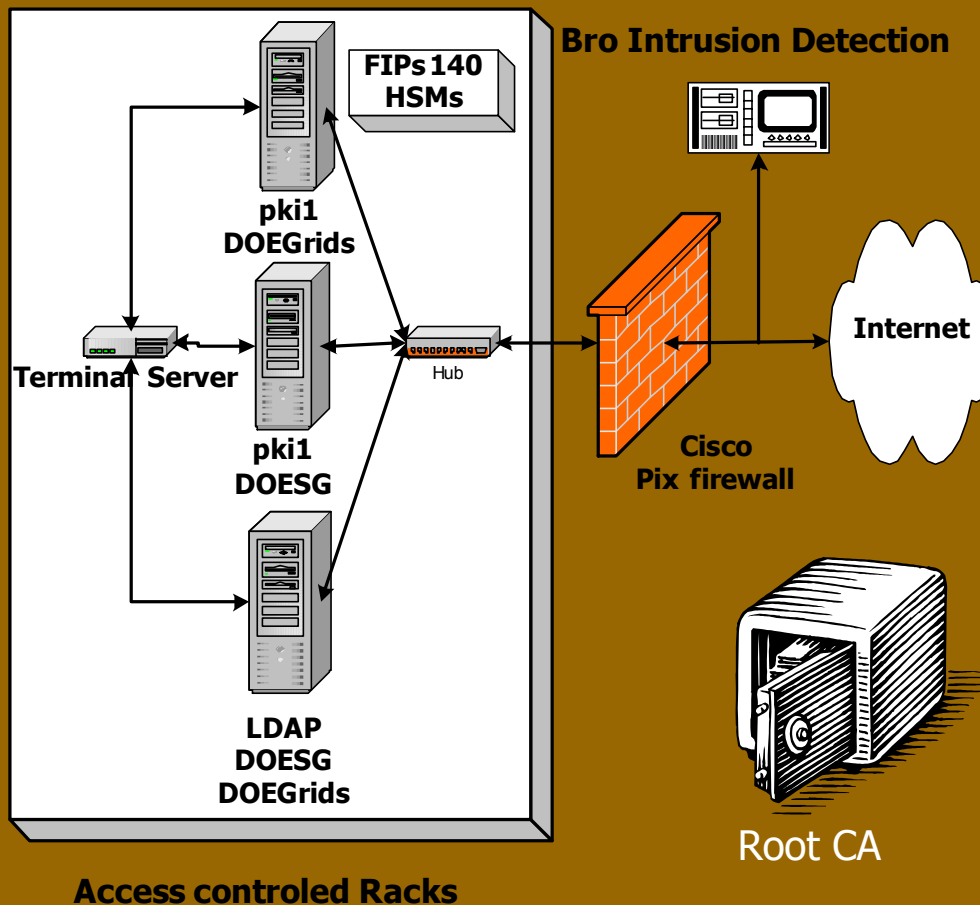 Bro Intrusion Detection
FIPs 140
HSMs
pki1
DOEGrids
Terminal Server
pki1
DOESG
Hub
Internet
Cisco
Pix firewall
LDAP
DOESG
DOEGrids
Root CA
Access controled Racks